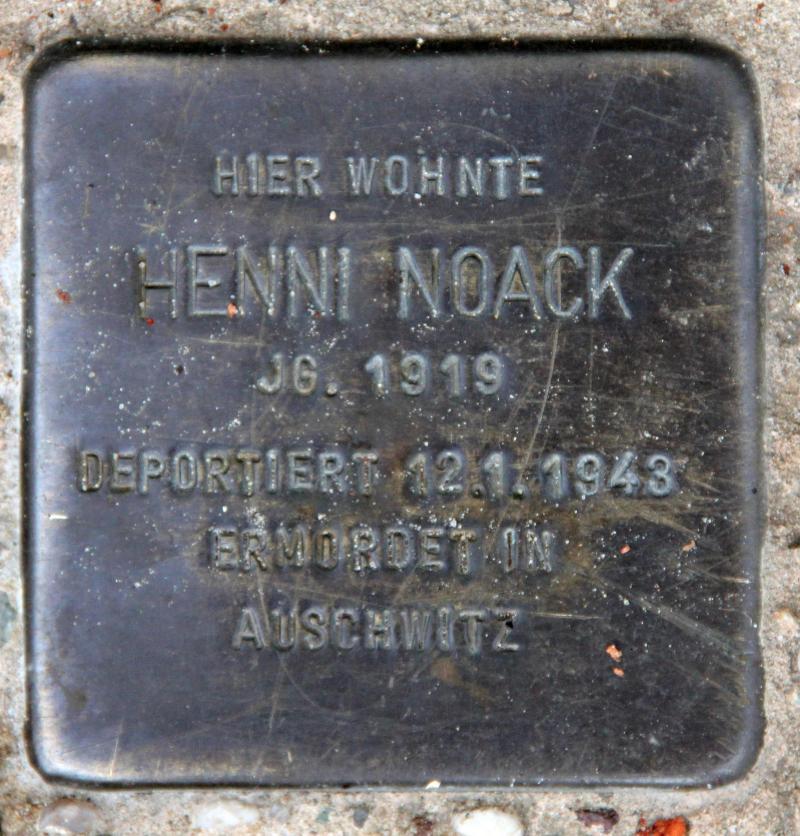 HIER WOHNTE
HENNI NOACK
JG. 1919
DEPORTIERT 12.1.1943
ERMORDET IN
AUSCHWITZ